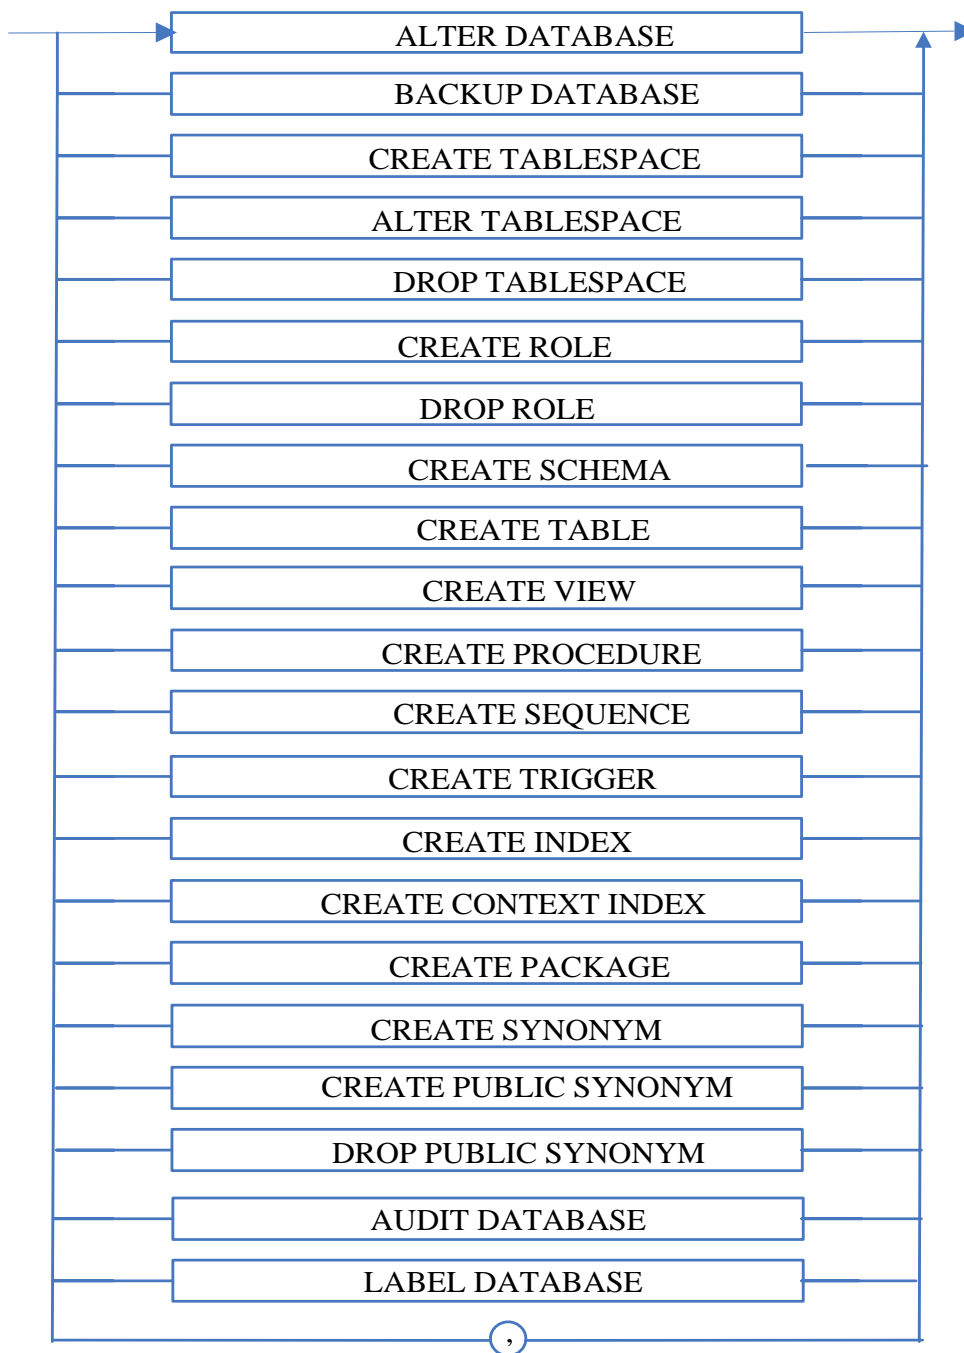 ALTER DATABASE
BACKUP DATABASE
CREATE TABLESPACE
ALTER TABLESPACE
DROP TABLESPACE
CREATE ROLE
DROP ROLE
CREATE SCHEMA
CREATE TABLE
CREATE VIEW
CREATE PROCEDURE
CREATE SEQUENCE
CREATE TRIGGER
CREATE INDEX
CREATE CONTEXT INDEX
CREATE PACKAGE
CREATE SYNONYM
CREATE PUBLIC SYNONYM
DROP PUBLIC SYNONYM
AUDIT DATABASE
LABEL DATABASE
,